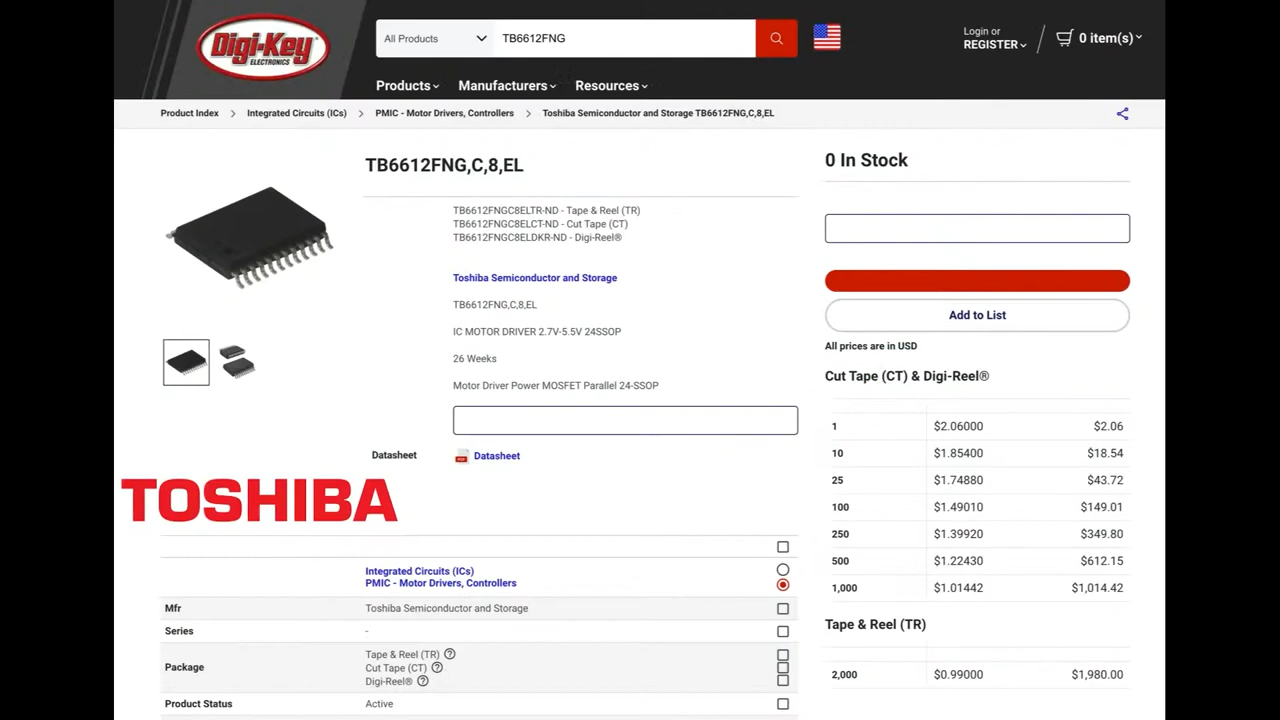 Digi-Key
ELECTRONICS
All Products
TB6612FNG
Login or
REGISTER
0 item(s)
Products
Manufacturers
Resources
Product Index
Integrated Circuits (ICs)
PMIC - Motor Drivers, Controllers
Toshiba Semiconductor and Storage TB6612FNG,C,8,EL
TB6612FNG,C,8,EL
TB6612FNGC8ELTR-ND - Tape & Reel (TR)
TB6612FNGC8ELCT-ND - Cut Tape (CT)
TB6612FNGC8ELDKR-ND - Digi-Reel®
Toshiba Semiconductor and Storage
TB6612FNG,C,8,EL
IC MOTOR DRIVER 2.7V-5.5V 24SSOP
26 Weeks
Motor Driver Power MOSFET Parallel 24-SSOP
Datasheet
Datasheet
TOSHIBA
Integrated Circuits (ICs)
PMIC - Motor Drivers, Controllers
Mfr Toshiba Semiconductor and Storage
Series -
Package
Tape & Reel (TR)
Cut Tape (CT)
Digi-Reel®
Product Status Active
0 In Stock
Add to List
All prices are in USD
Cut Tape (CT) & Digi-Reel®
1 $2.06000 $2.06
10 $1.85400 $18.54
25 $1.74880 $43.72
100 $1.49010 $149.01
250 $1.39920 $349.80
500 $1.22430 $612.15
1,000 $1.01442 $1,014.42
Tape & Reel (TR)
2,000 $0.99000 $1,980.00